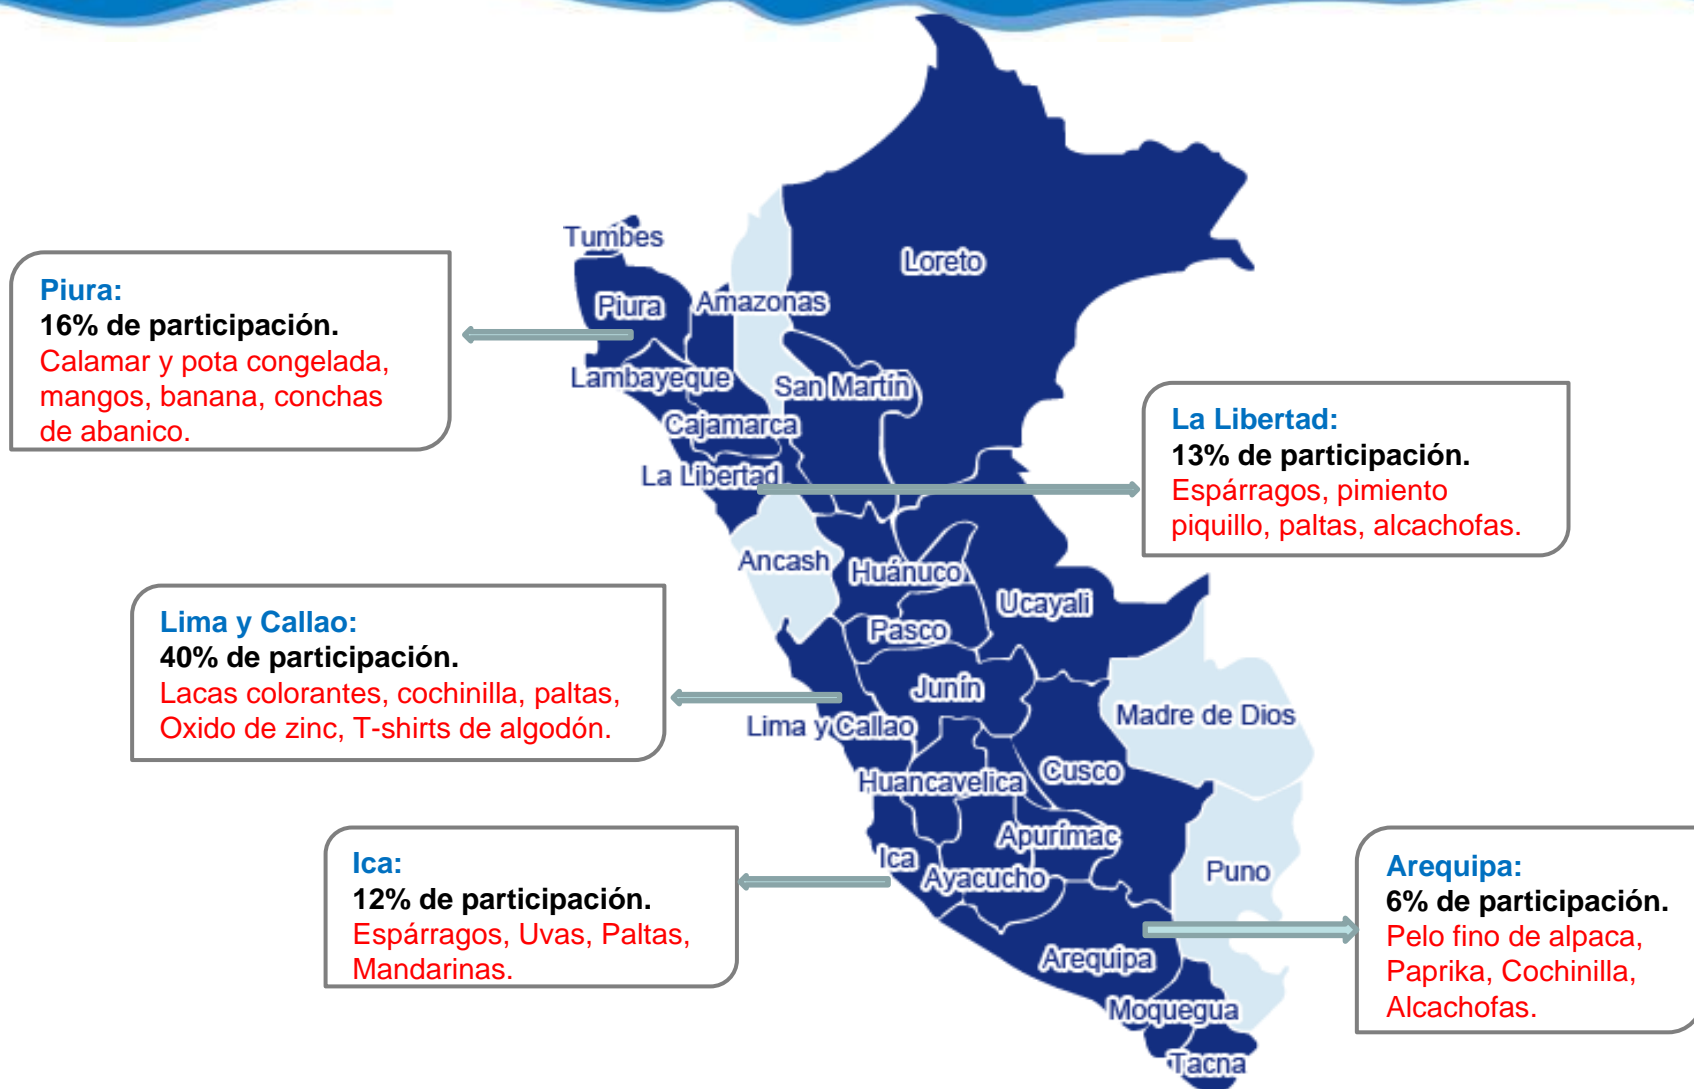 Tumbes
Loreto
Piura:
16% de participación.
Calamar y pota congelada,
mangos, banana, conchas
de abanico.
Piura
Amazonas
Lambayeque
San Martín
Cajamarca
La Libertad
La Libertad:
13% de participación.
Espárragos, pimiento
piquillo, paltas, alcachofas.
Ancash
Huánuco
Ucayali
Pasco
Lima y Callao:
40% de participación.
Lacas colorantes, cochinilla, paltas,
Oxido de zinc, T-shirts de algodón.
Junín
Madre de Dios
Lima y Callao
Huancavelica
Cusco
Apurímac
Ica
Ayacucho
Puno
Ica:
12% de participación.
Espárragos, Uvas, Paltas,
Mandarinas.
Arequipa:
6% de participación.
Pelo fino de alpaca,
Paprika, Cochinilla,
Alcachofas.
Arequipa
Moquegua
Tacna